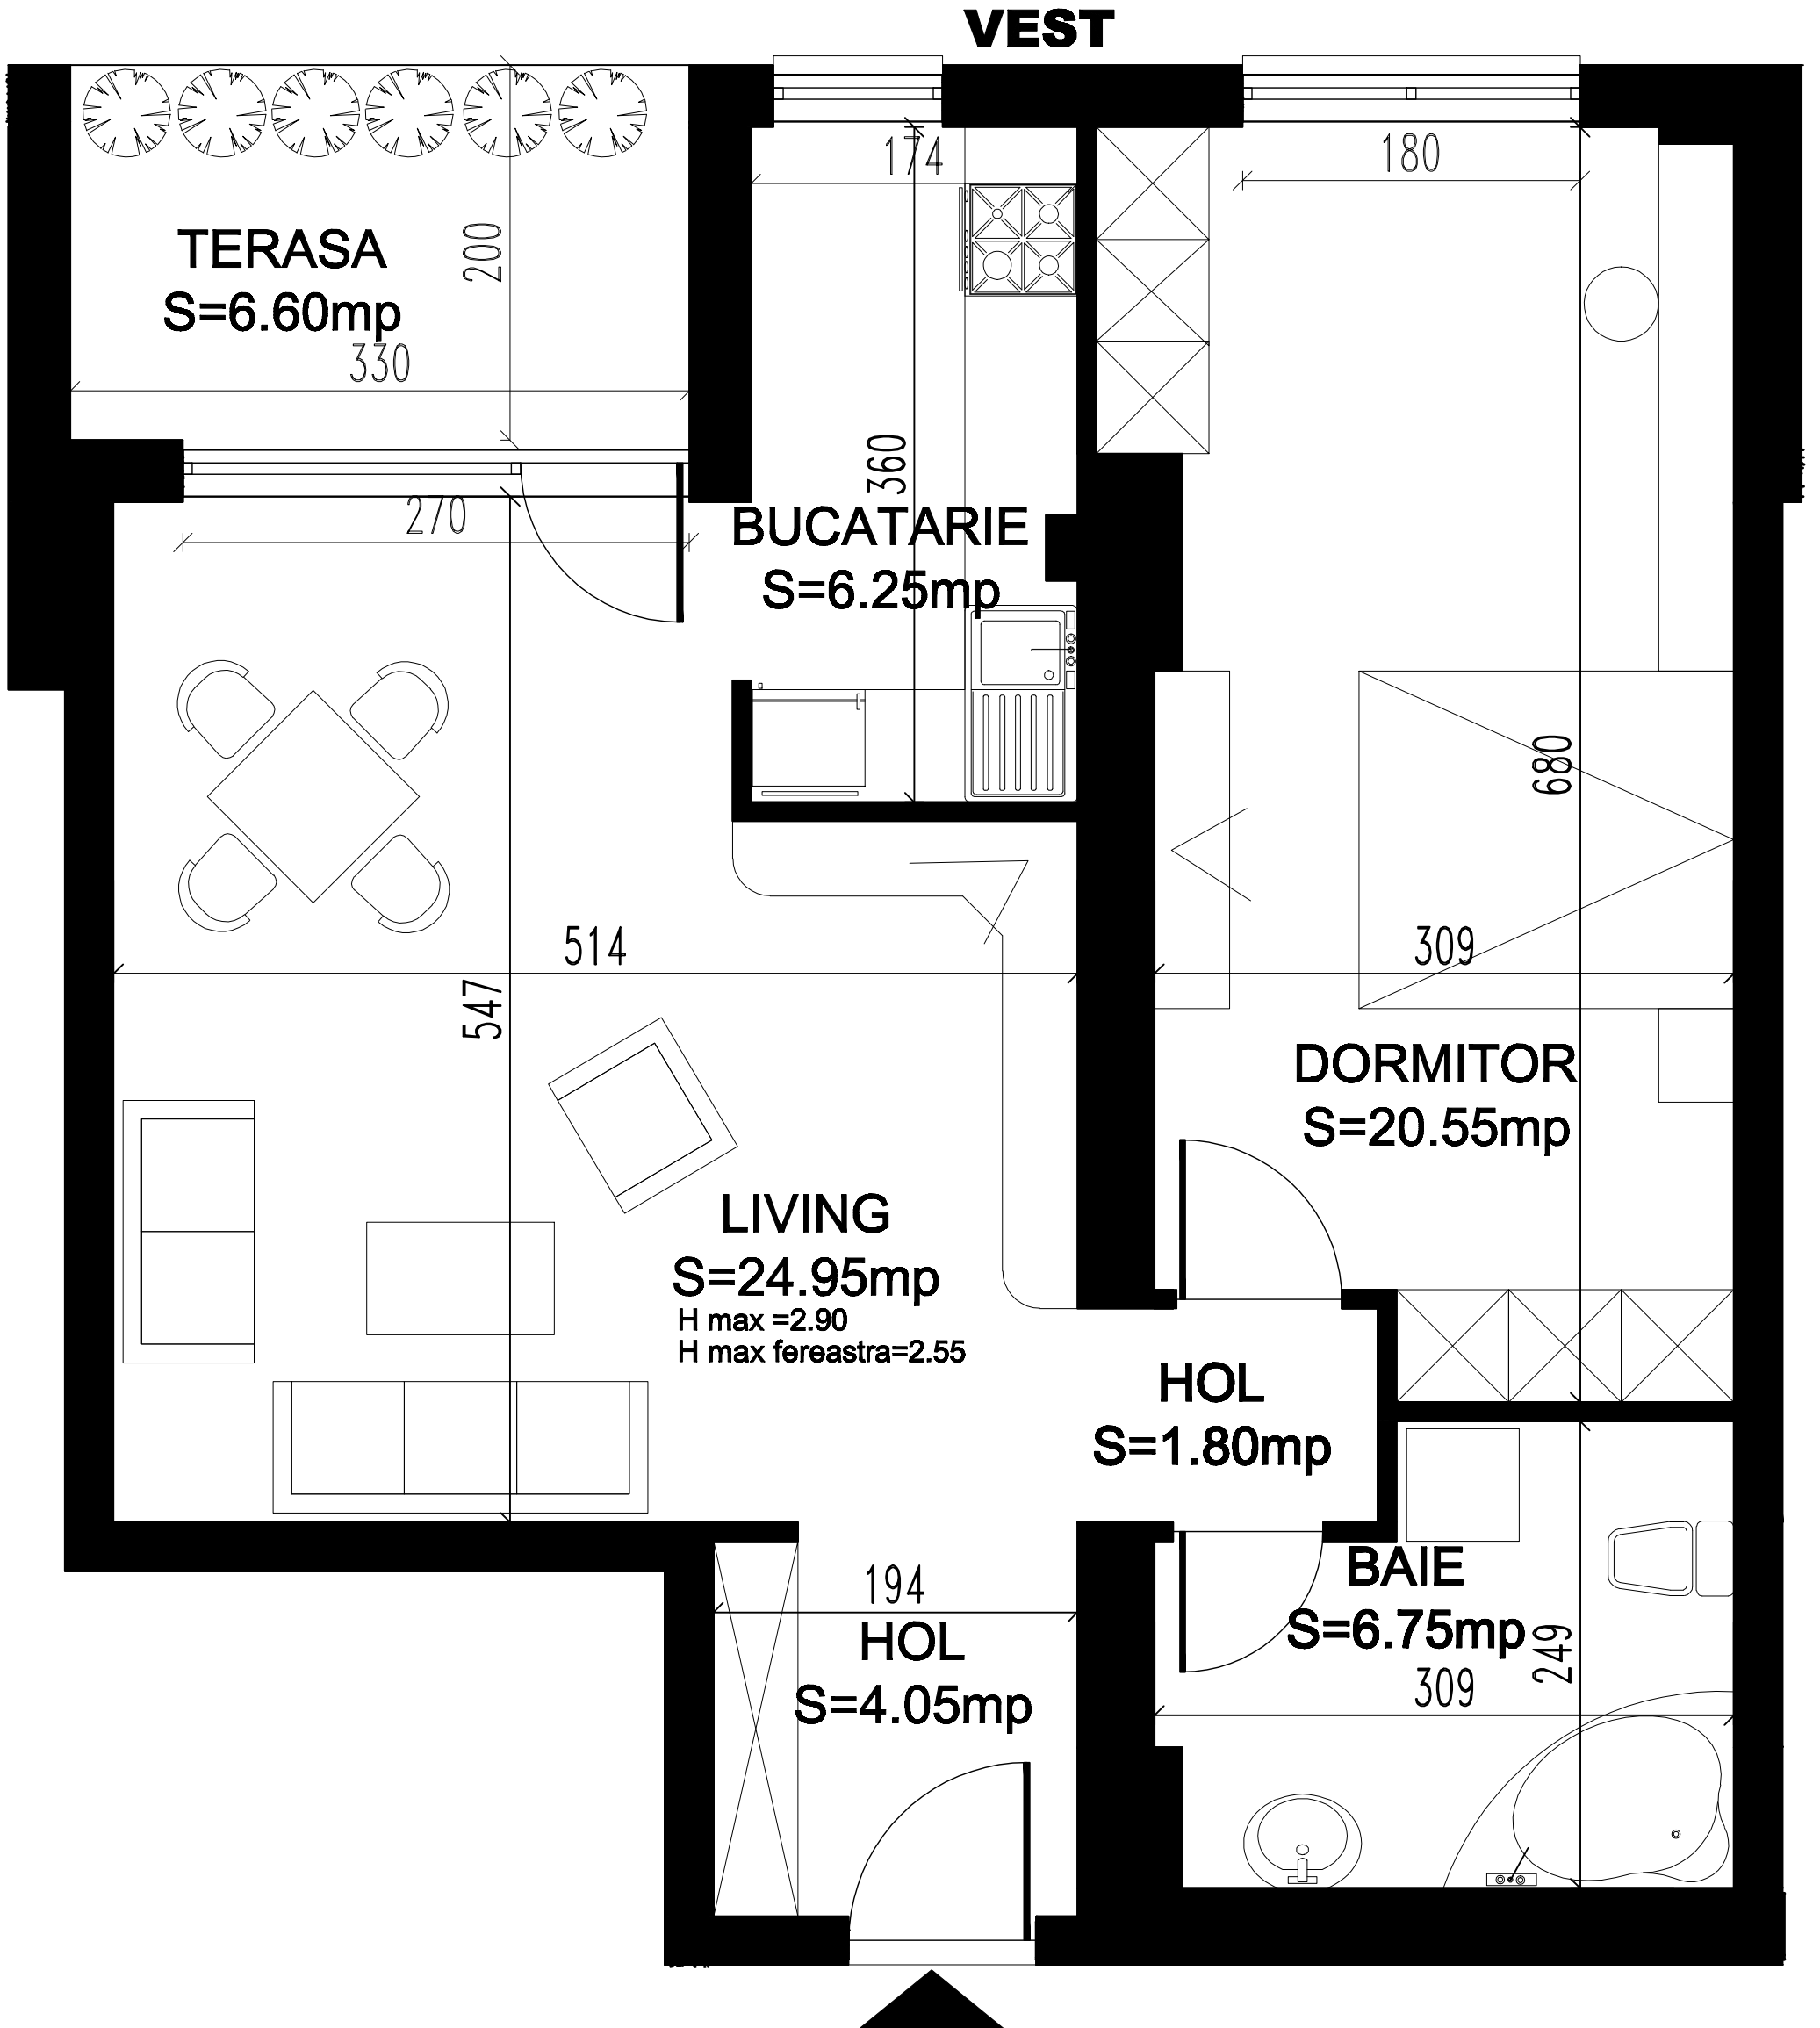 VEST
174
180
TERASA
S=6.60mp
200
330
360
270
BUCATARIE
S=6.25mp
680
514
309
547
DORMITOR
S=20.55mp
LIVING
S=24.95mp
H max =2.90
H max fereastra=2.55
HOL
S=1.80mp
194
HOL
S=4.05mp
BAIE
S=6.75mp
249
309